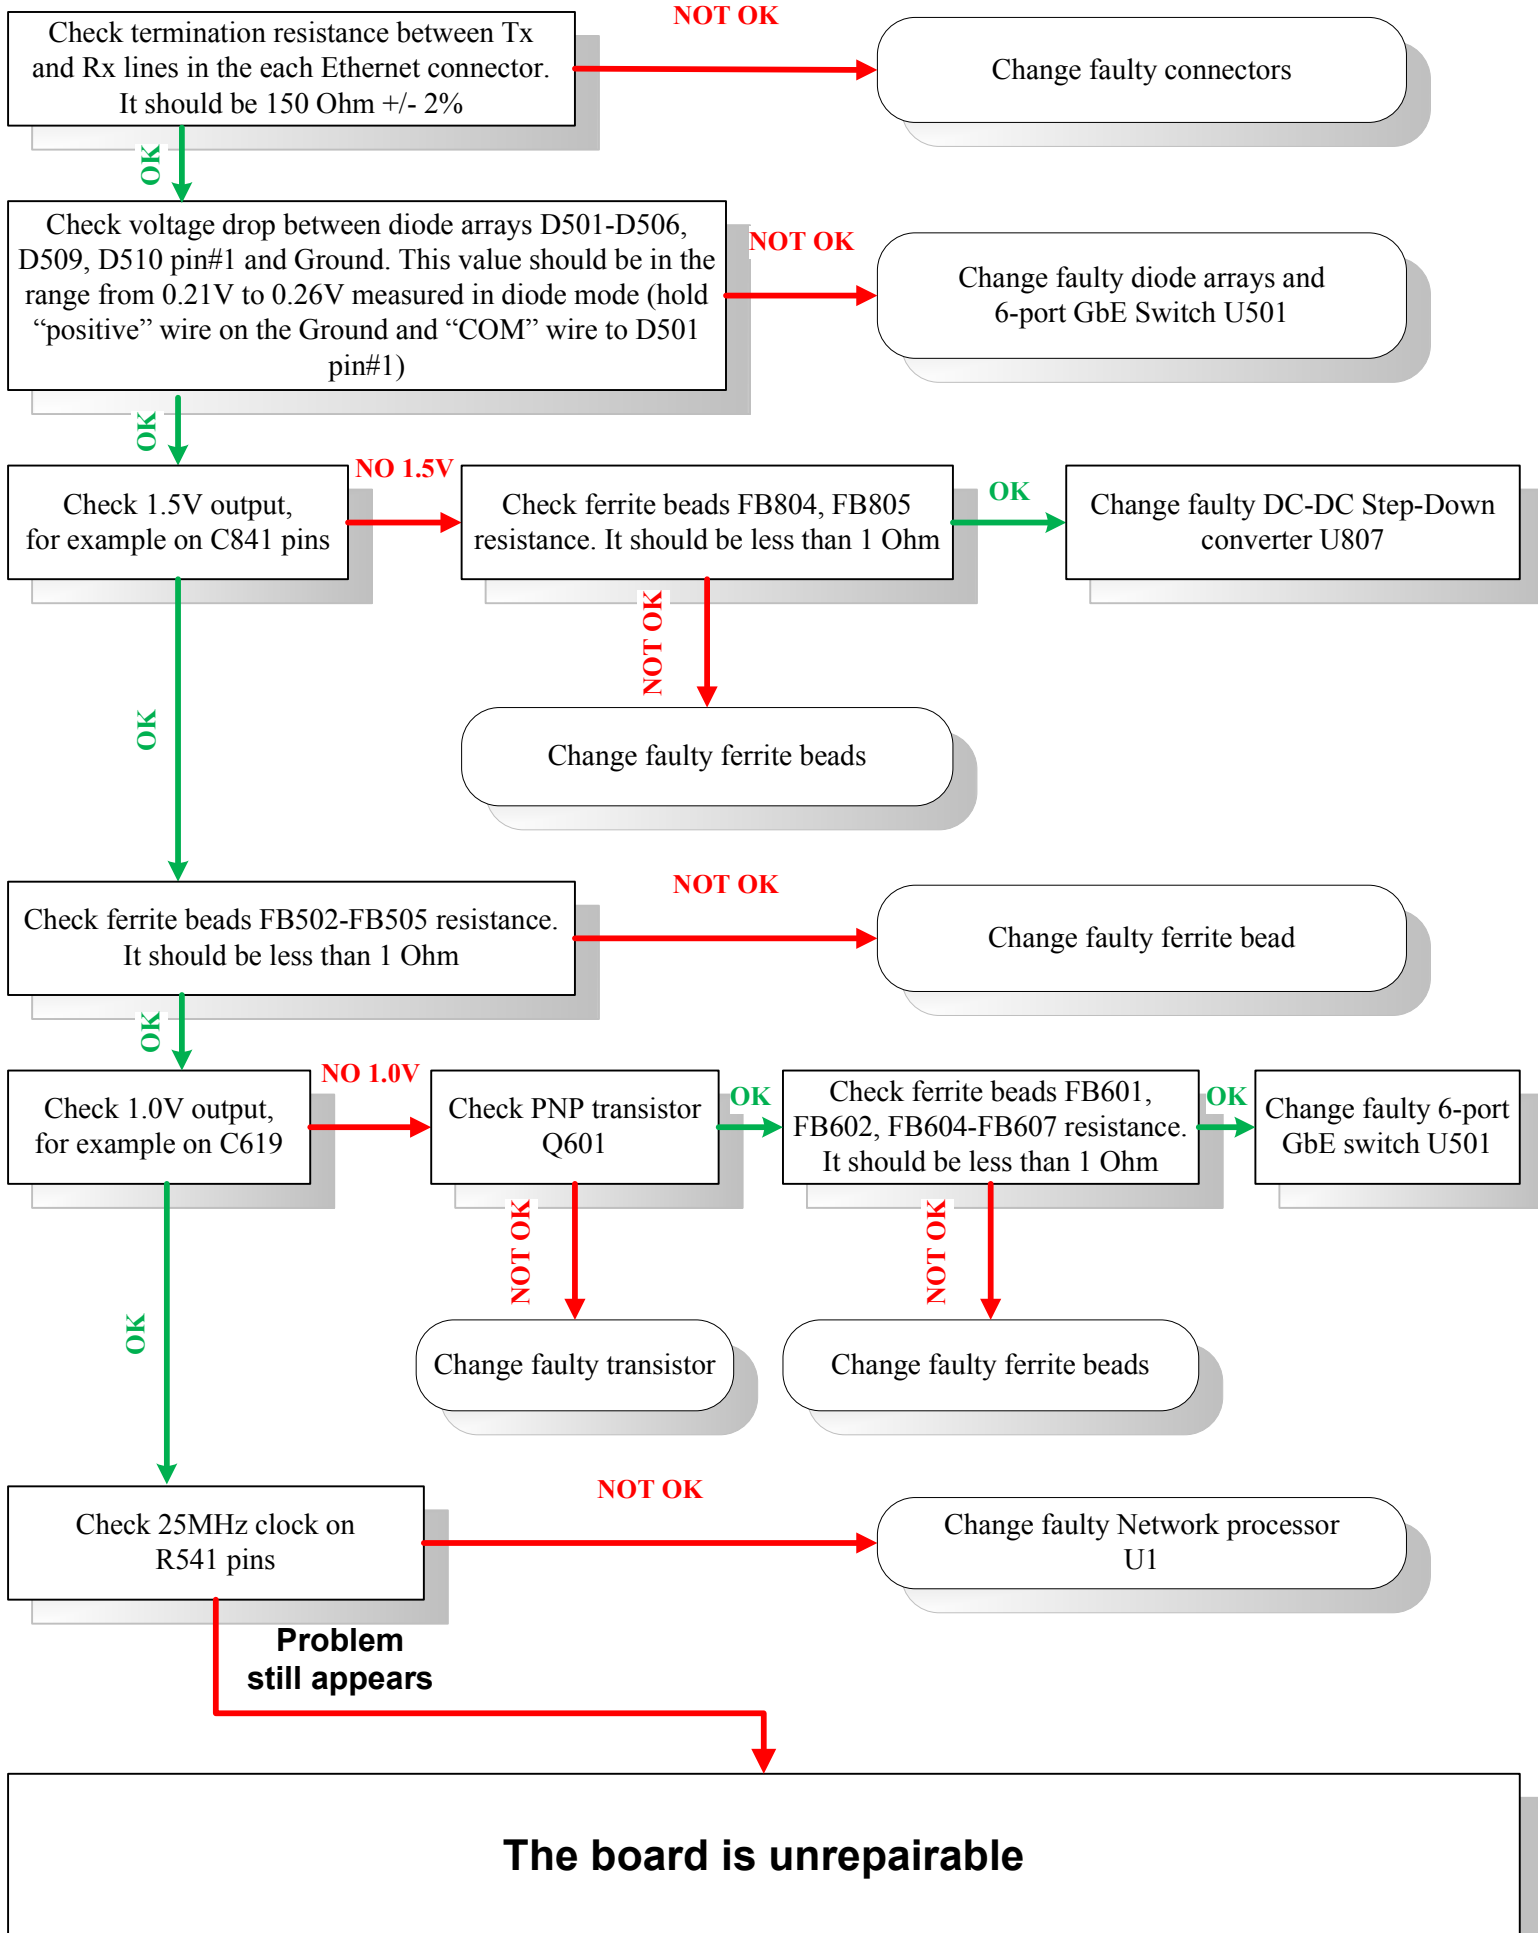 NOT OK
Check termination resistance between Tx
and Rx lines in the each Ethernet connector.
It should be 150 Ohm +/- 2%
Change faulty connectors
OK
Check voltage drop between diode arrays D501-D506,
D509, D510 pin#1 and Ground. This value should be in the
range from 0.21V to 0.26V measured in diode mode (hold
“positive” wire on the Ground and “COM” wire to D501
pin#1)
NOT OK
Change faulty diode arrays and
6-port GbE Switch U501
OK
Check 1.5V output,
for example on C841 pins
NO 1.5V
Check ferrite beads FB804, FB805
resistance. It should be less than 1 Ohm
OK
Change faulty DC-DC Step-Down
converter U807
NOT OK
Change faulty ferrite beads
OK
Check ferrite beads FB502-FB505 resistance.
It should be less than 1 Ohm
NOT OK
Change faulty ferrite bead
OK
Check 1.0V output,
for example on C619
NO 1.0V
Check PNP transistor
Q601
OK
Check ferrite beads FB601,
FB602, FB604-FB607 resistance.
It should be less than 1 Ohm
OK
Change faulty 6-port
GbE switch U501
NOT OK
Change faulty transistor
NOT OK
Change faulty ferrite beads
OK
Check 25MHz clock on
R541 pins
NOT OK
Change faulty Network processor
U1
Problem
still appears
The board is unrepairable